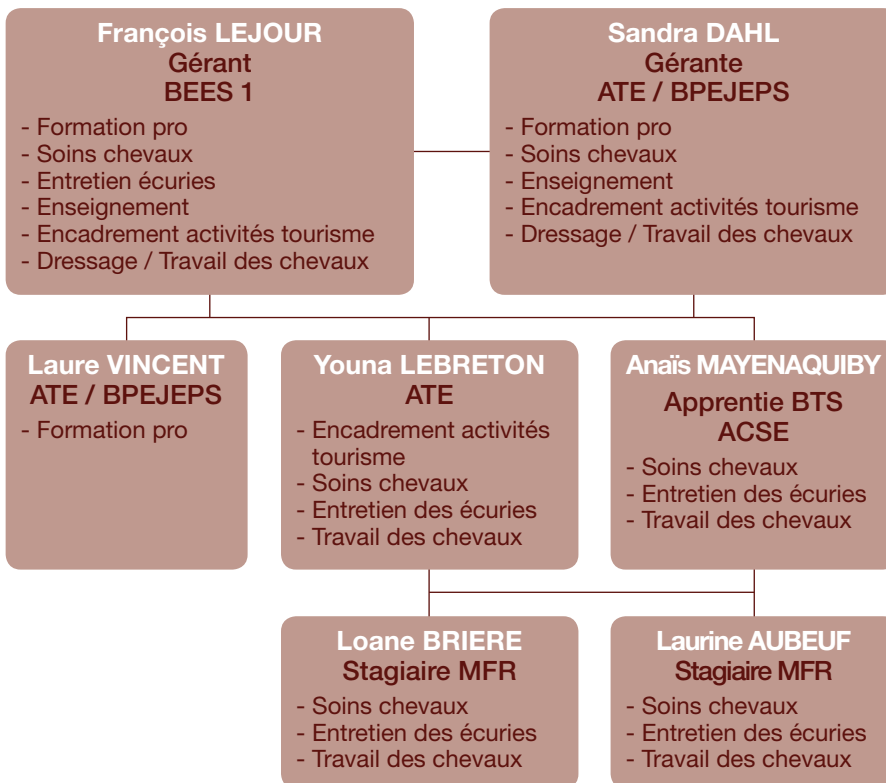 François LEJOUR
Gérant
BEES 1
- Formation pro
- Soins chevaux
- Entretien écuries
- Enseignement
- Encadrement activités tourisme
- Dressage / Travail des chevaux
Sandra DAHL
Gérante
ATE / BPEJEPS
- Formation pro
- Soins chevaux
- Enseignement
- Encadrement activités tourisme
- Dressage / Travail des chevaux
Laure VINCENT
ATE / BPEJEPS
- Formation pro
Youna LEBRETON
ATE
- Encadrement activités
tourisme
- Soins chevaux
- Entretien des écuries
- Travail des chevaux
Anaïs MAYENAQUIBY
Apprentie BTS
ACSE
- Soins chevaux
- Entretien des écuries
- Travail des chevaux
Loane BRIERE
Stagiaire MFR
- Soins chevaux
- Entretien des écuries
- Travail des chevaux
Laurine AUBEUF
Stagiaire MFR
- Soins chevaux
- Entretien des écuries
- Travail des chevaux